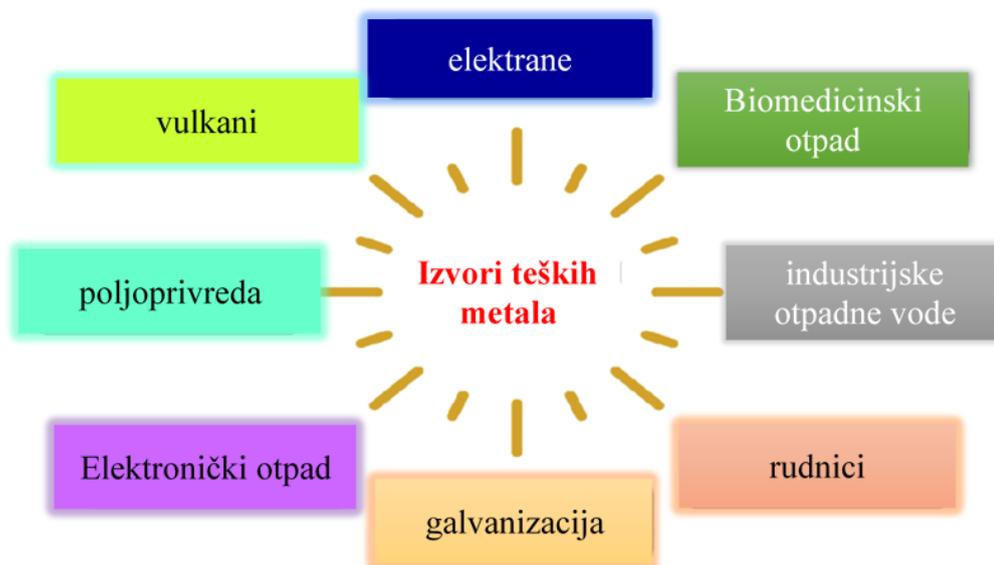 elektrane
Biomedicinski
otpad
vulkani
Izvori teških
metala
industrijske
otpadne vode
poljoprivreda
Elektronički otpad
rudnici
galvanizacija